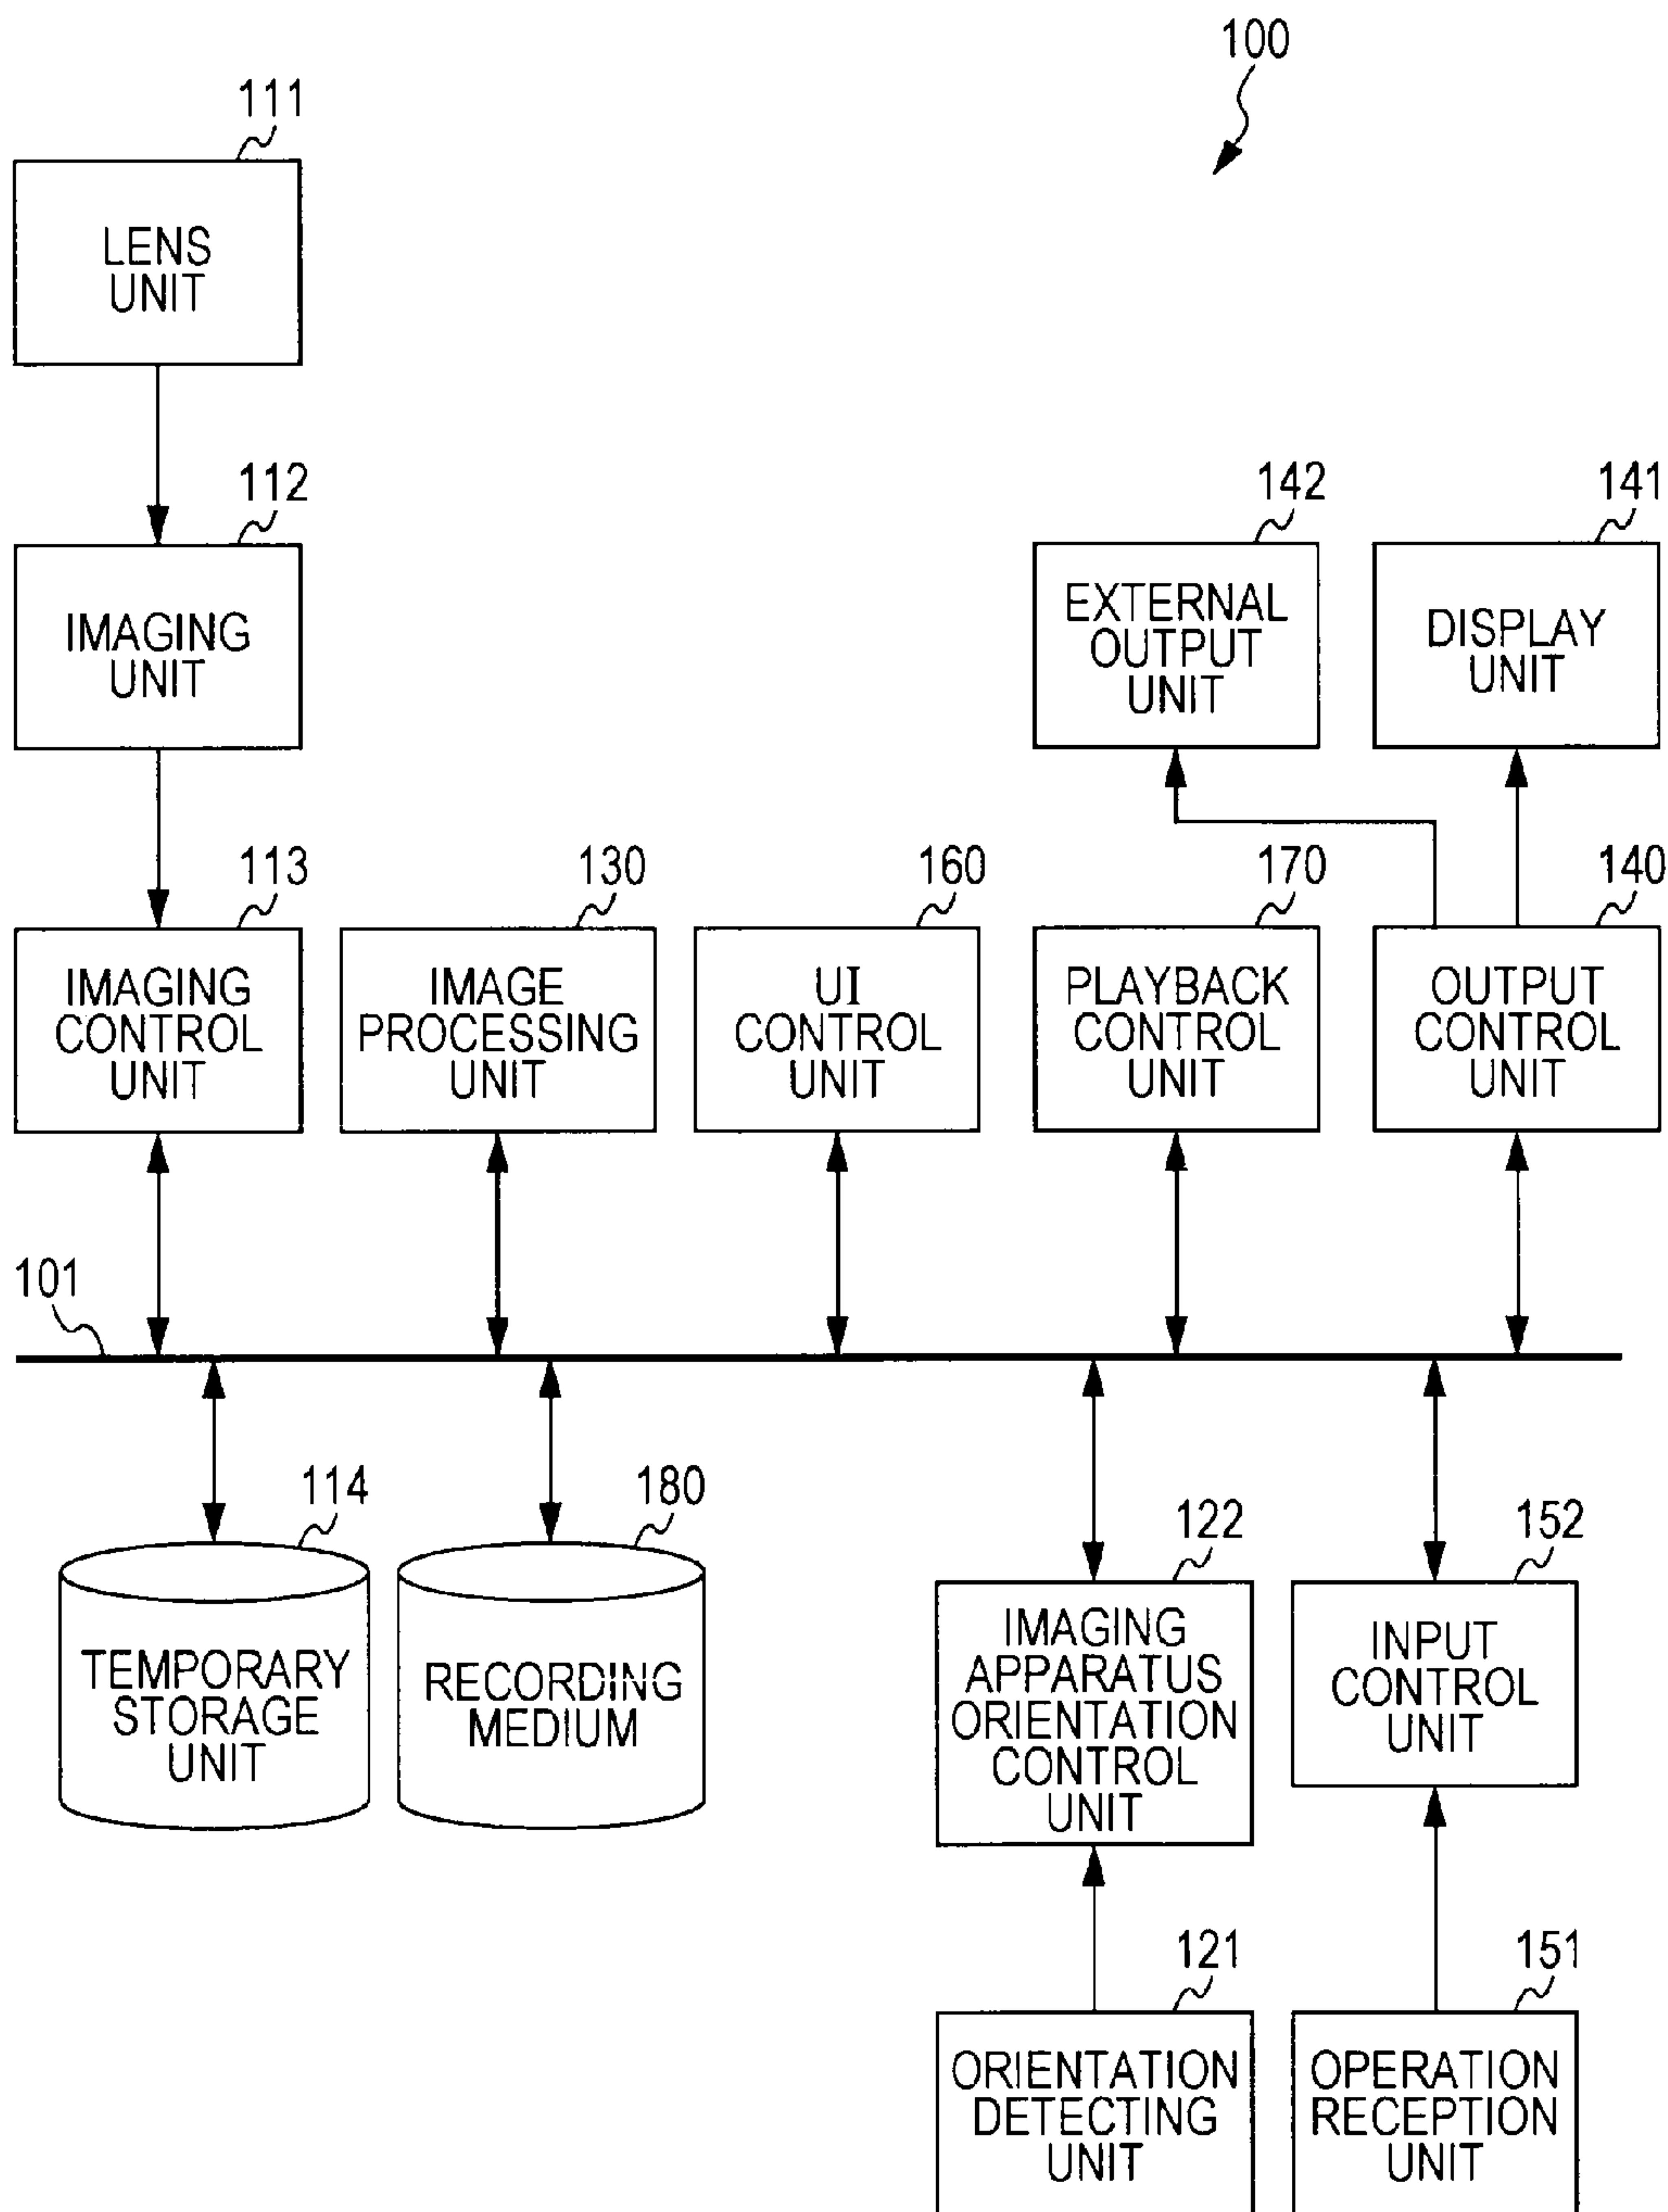 100
111
LENS
UNIT
112
IMAGING
UNIT
142
EXTERNAL
OUTPUT
UNIT
141
DISPLAY
UNIT
113
IMAGING
CONTROL
UNIT
130
IMAGE
PROCESSING
UNIT
160
UI
CONTROL
UNIT
170
PLAYBACK
CONTROL
UNIT
140
OUTPUT
CONTROL
UNIT
101
114
TEMPORARY
STORAGE
UNIT
180
RECORDING
MEDIUM
122
IMAGING
APPARATUS
ORIENTATION
CONTROL
UNIT
152
INPUT
CONTROL
UNIT
121
ORIENTATION
DETECTING
UNIT
151
OPERATION
RECEPTION
UNIT